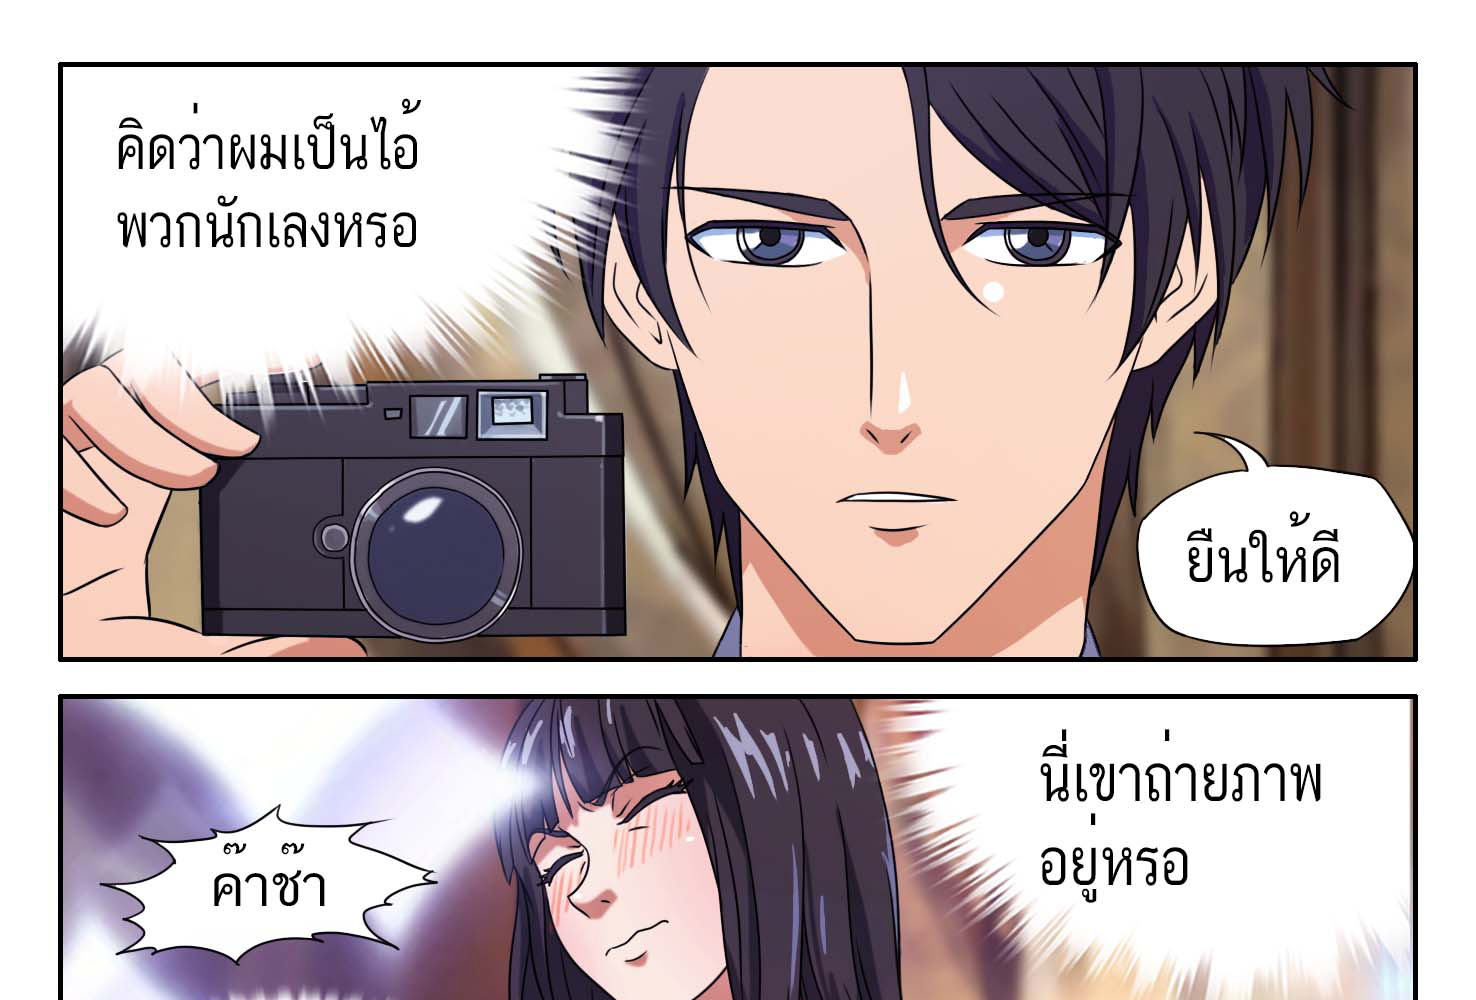 คิดว่าผมเป็นไอ้
พวกนักเลงหรอ
ยืนให้ดี
นี่เขาถ่ายภาพ
อยู่หรอ
ค๊าช๊า